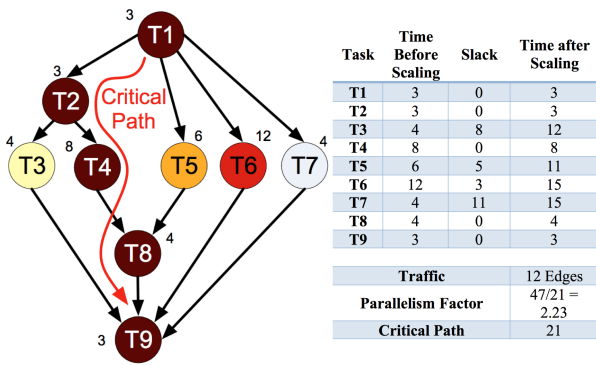 3
T1
3
T2
Critical
Path
4
T3
8
T4
6
T5
12
T6
4
T7
T8
4
3
T9
Task Time Before Scaling Slack Time after Scaling
T1 3 0 3
T2 3 0 3
T3 4 8 12
T4 8 0 8
T5 6 5 11
T6 12 3 15
T7 4 11 15
T8 4 0 4
T9 3 0 3
Traffic 12 Edges
Parallelism Factor 47/21 = 2.23
Critical Path 21